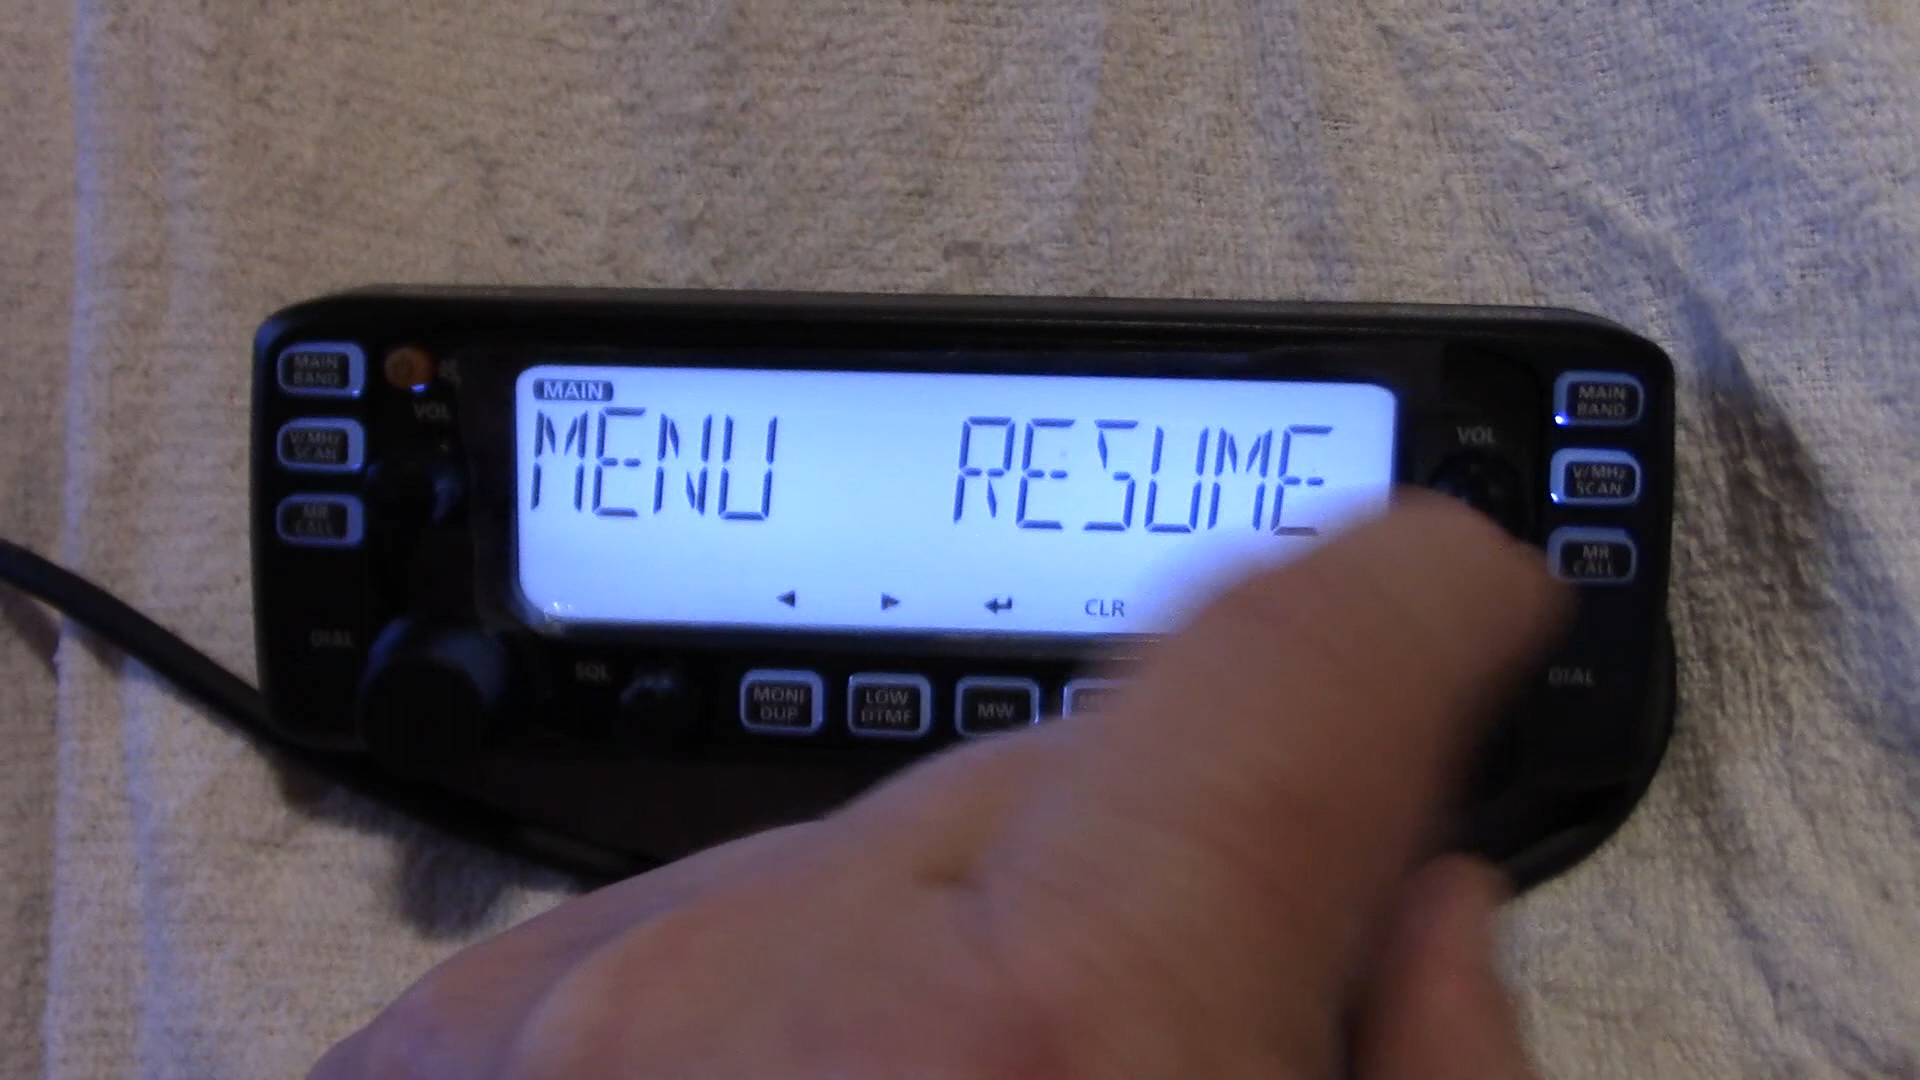 MAIN
BAND
VOL
V/MHz
SCAN
MR
CALL
DIAL
SQL
MAIN
MENU RESUME
CLR
MONI
DUP
LOW
DTMF
MW
VOL
MAIN
BAND
V/MHz
SCAN
MR
CALL
DIAL